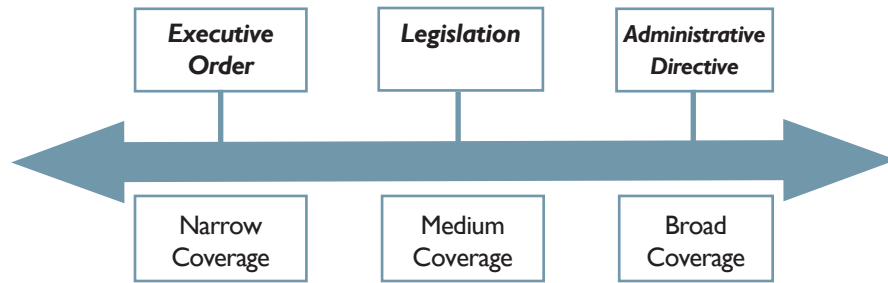 Executive
Order
Legislation
Administrative
Directive
Narrow
Coverage
Medium
Coverage
Broad
Coverage